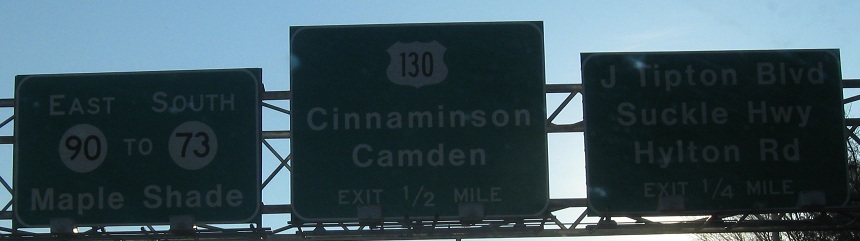 EAST SOUTH
90 TO 73
Maple Shade
130
Cinnaminson
Camden
EXIT 1/2 MILE
J Tipton Blvd
Suckle Hwy
Hylton Rd
EXIT 1/4 MILE